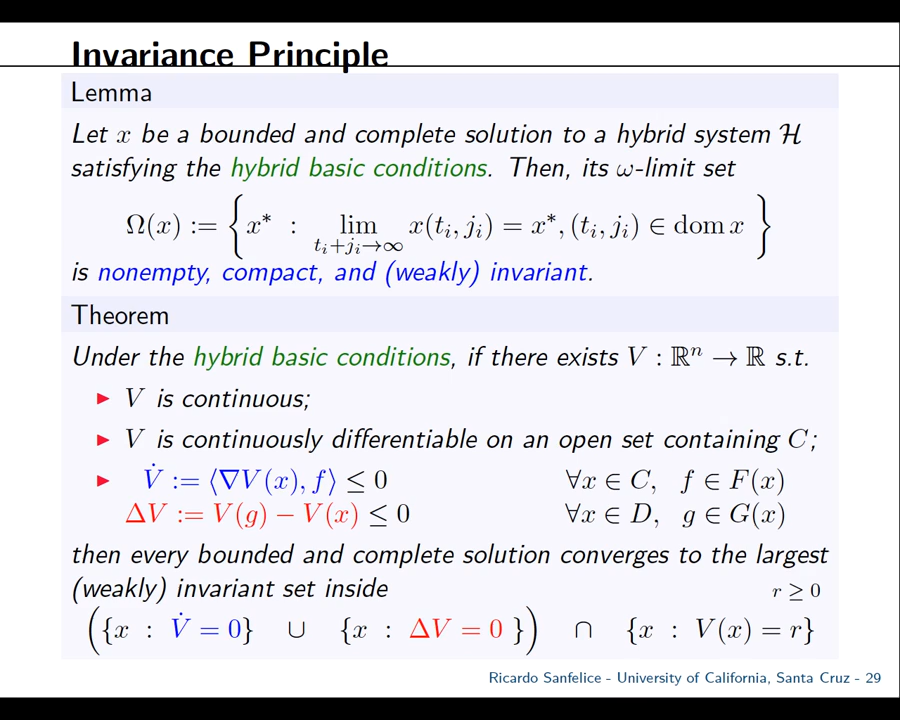 Invariance Principle
Lemma
Let x be a bounded and complete solution to a hybrid system ℋ
satisfying the hybrid basic conditions. Then, its ω-limit set
Ω(x) := { x* : lim_{t_i+j_i→∞} x(t_i, j_i) = x*, (t_i, j_i) ∈ dom x }
is nonempty, compact, and (weakly) invariant.
Theorem
Under the hybrid basic conditions, if there exists V : ℝⁿ → ℝ s.t.
▶ V is continuous;
▶ V is continuously differentiable on an open set containing C;
▶ V̇ := ⟨∇V(x), f⟩ ≤ 0 ∀x ∈ C, f ∈ F(x)
ΔV := V(g) − V(x) ≤ 0 ∀x ∈ D, g ∈ G(x)
then every bounded and complete solution converges to the largest
(weakly) invariant set inside r ≥ 0
({x : V̇ = 0} ∪ {x : ΔV = 0 }) ∩ {x : V(x) = r}
Ricardo Sanfelice - University of California, Santa Cruz - 29